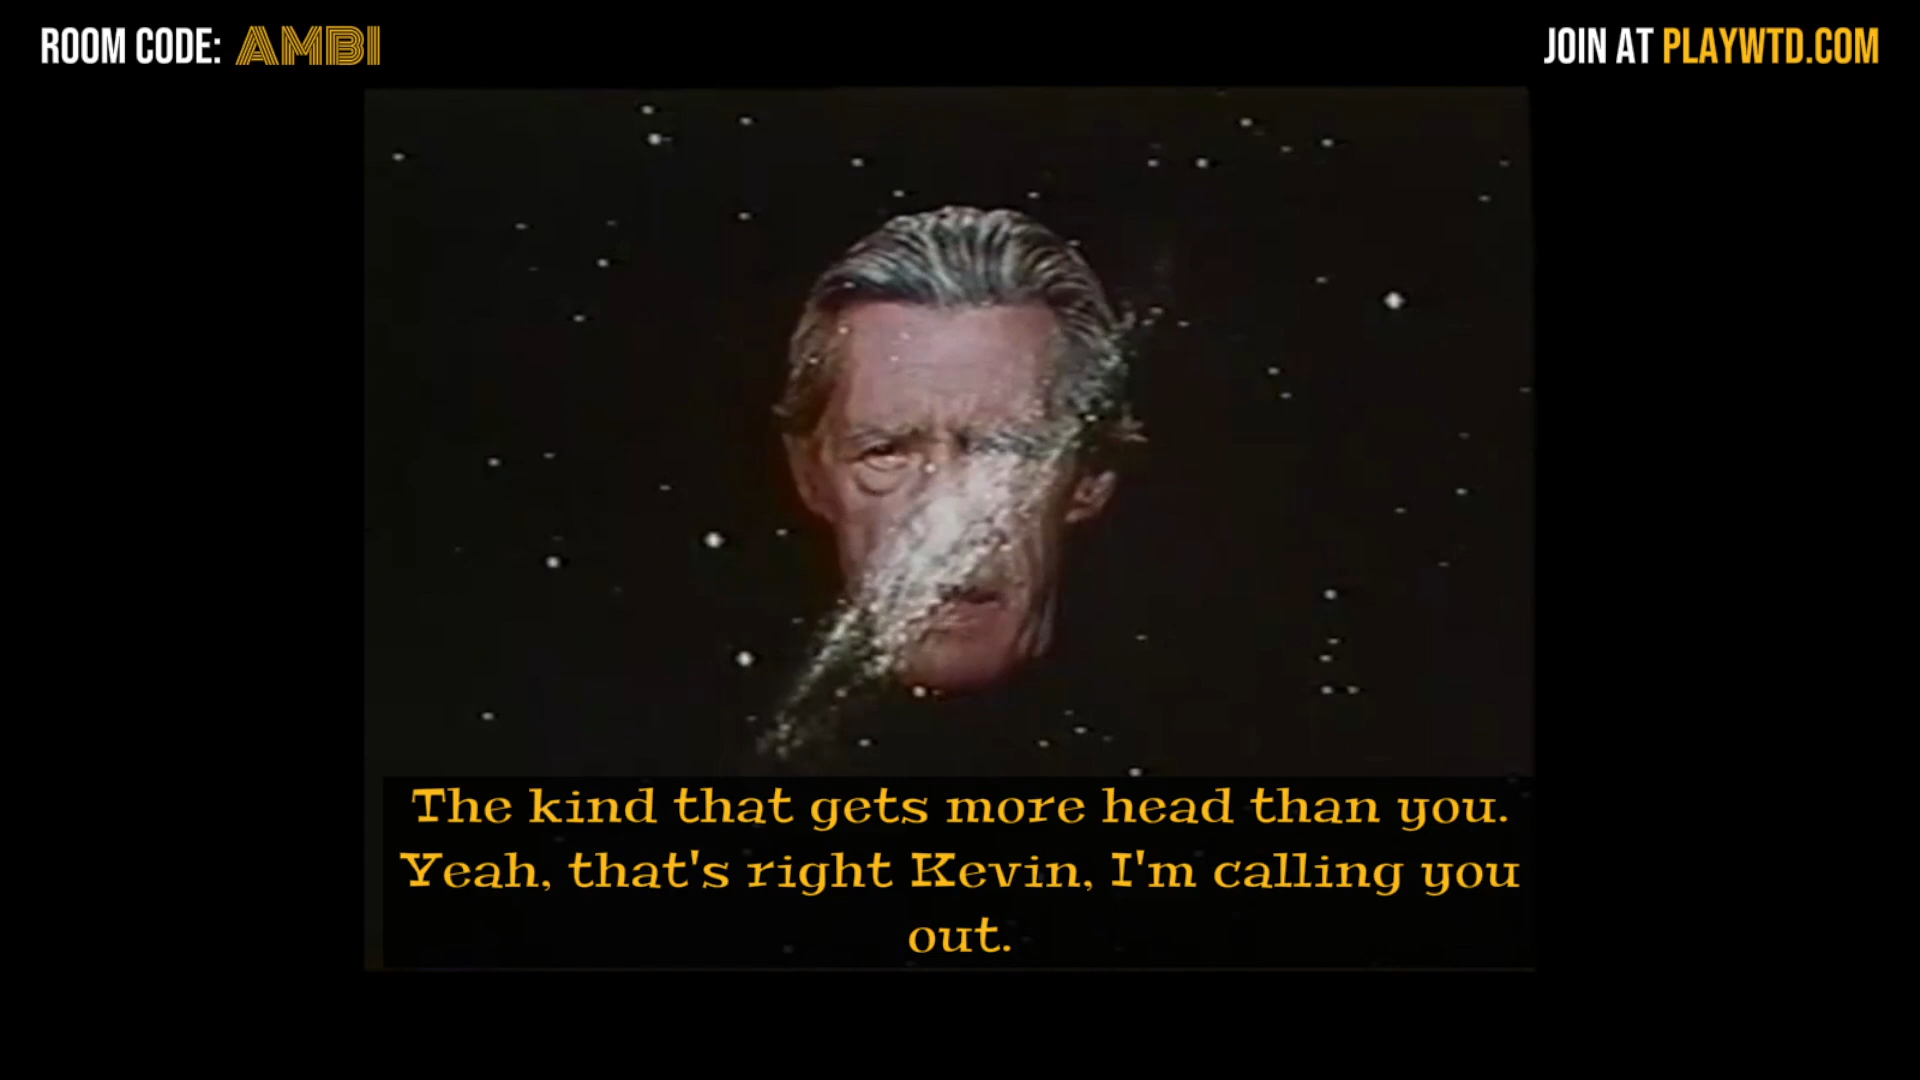 ROOM CODE: AMBI
JOIN AT PLAYWTD.COM
The kind that gets more head than you.
Yeah, that's right Kevin, I'm calling you
out.